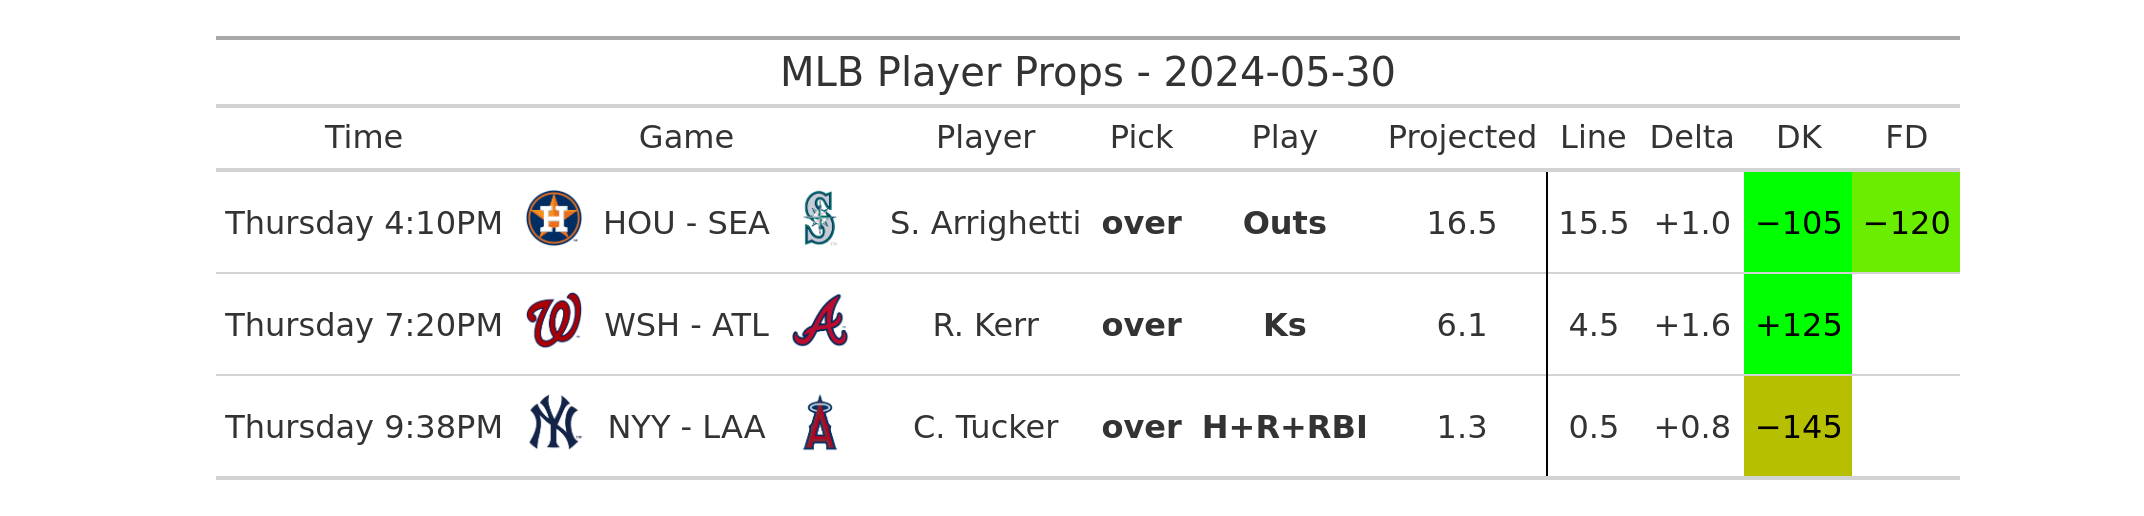 MLB Player Props - 2024-05-30
Time Game Player Pick Play Projected Line Delta DK FD
Thursday 4:10PM HOU - SEA S. Arrighetti over Outs 16.5 15.5 +1.0 −105 −120
Thursday 7:20PM WSH - ATL R. Kerr over Ks 6.1 4.5 +1.6 +125
Thursday 9:38PM NYY - LAA C. Tucker over H+R+RBI 1.3 0.5 +0.8 −145